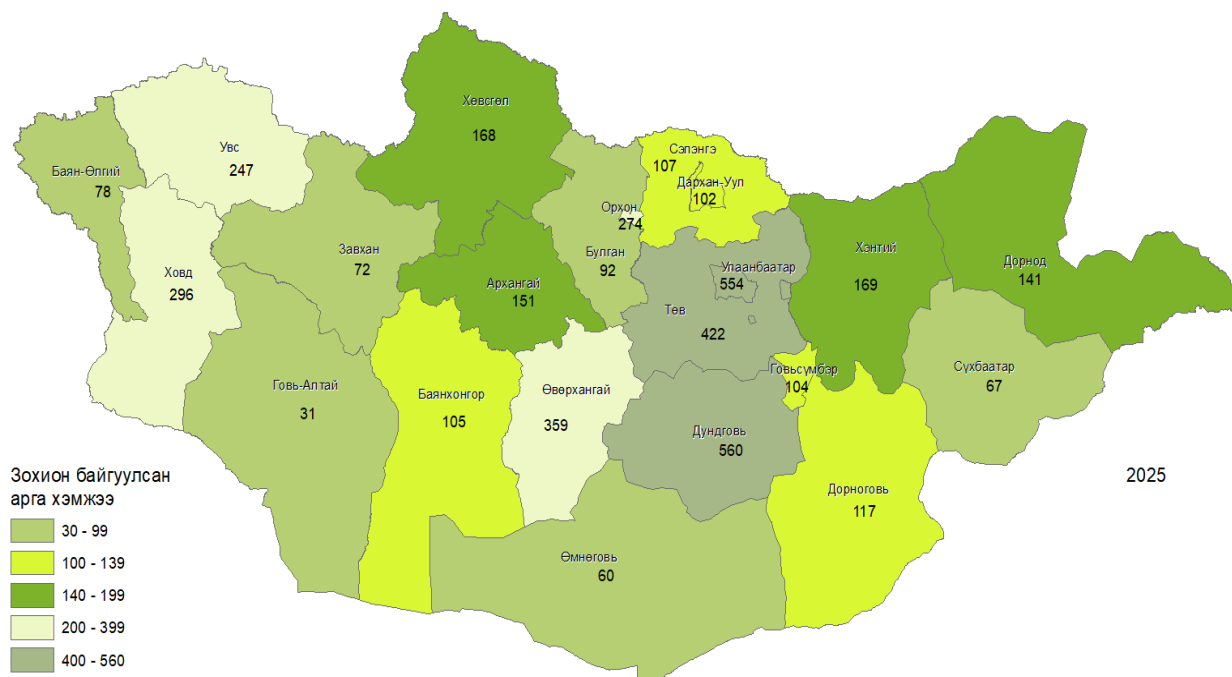 Хөвсгөл
168
Увс
247
Баян-Өлгий
78
Сэлэнгэ
107
Дархан-Уул
102
Орхон
274
Булган
92
Завхан
72
Ховд
296
Архангай
151
Улаанбаатар
554
Төв
422
Хэнтий
169
Дорнод
141
Говь-Алтай
31
Баянхонгор
105
Өвөрхангай
359
Говьсүмбэр
104
Сүхбаатар
67
Дундговь
560
Дорноговь
117
Өмнөговь
60
2025
Зохион байгуулсан
арга хэмжээ
30 - 99
100 - 139
140 - 199
200 - 399
400 - 560